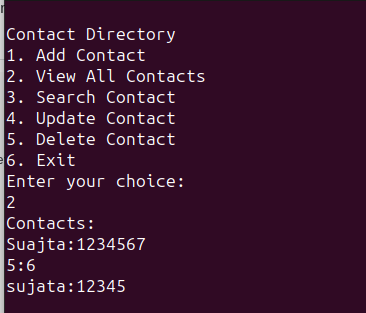 Contact Directory
1. Add Contact
2. View All Contacts
3. Search Contact
4. Update Contact
5. Delete Contact
6. Exit
Enter your choice:
2
Contacts:
Suajta:1234567
5:6
sujata:12345